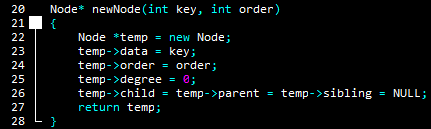 20 Node* newNode(int key, int order)
21 {
22 Node *temp = new Node;
23 temp->data = key;
24 temp->order = order;
25 temp->degree = 0;
26 temp->child = temp->parent = temp->sibling = NULL;
27 return temp;
28 }